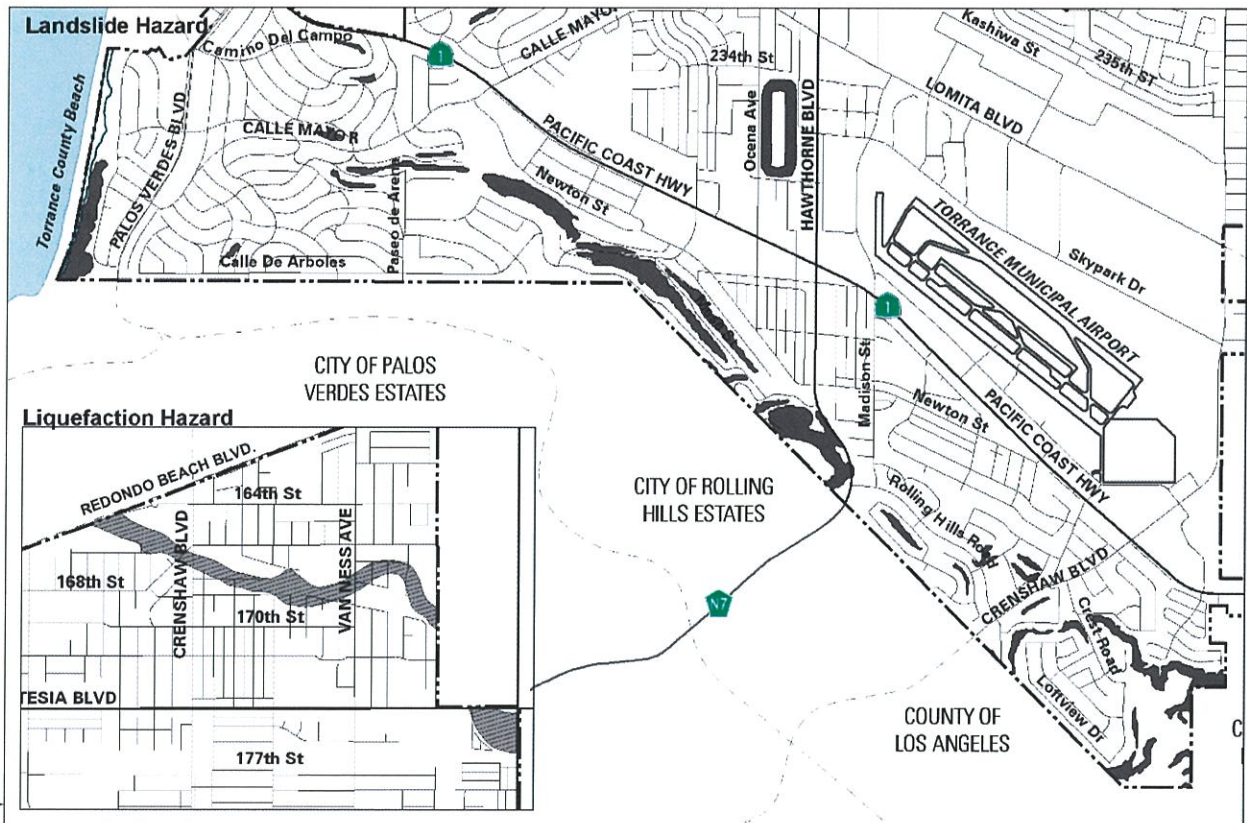 Landslide Hazard
Camino Del Campo
1
CALLE MAYOR
234th St
Kashiwa St
235th ST
LOMITA BLVD
Torrance County Beach
PALOS VERDES BLVD
CALLE MAYOR
PACIFIC COAST HWY
Ocena Ave
HAWTHORNE BLVD
Newton St
Paseo de Arena
Calle De Arboles
TORRANCE MUNICIPAL AIRPORT
Skypark Dr
1
Madison St
Newton St
PACIFIC COAST HWY
CITY OF PALOS
VERDES ESTATES
CITY OF ROLLING
HILLS ESTATES
Rolling Hills Road
CRENSHAW BLVD
Crest Road
Loftview Dr
N7
COUNTY OF
LOS ANGELES
C
Liquefaction Hazard
REDONDO BEACH BLVD.
164th St
CRENSHAW BLVD
VAN NESS AVE
168th St
170th St
TESIA BLVD
177th St